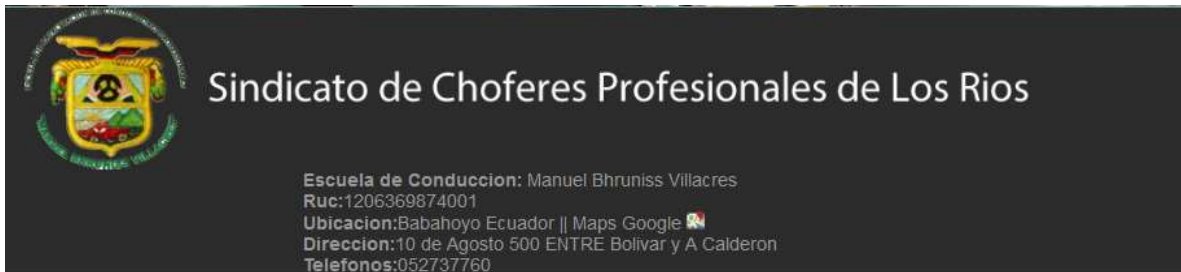 Sindicato de Choferes Profesionales de Los Rios
Escuela de Conduccion: Manuel Bhruniss Villacres
Ruc:1206369874001
Ubicacion:Babahoyo Ecuador || Maps Google
Direccion:10 de Agosto 500 ENTRE Bolivar y A Calderon
Telefonos:052737760